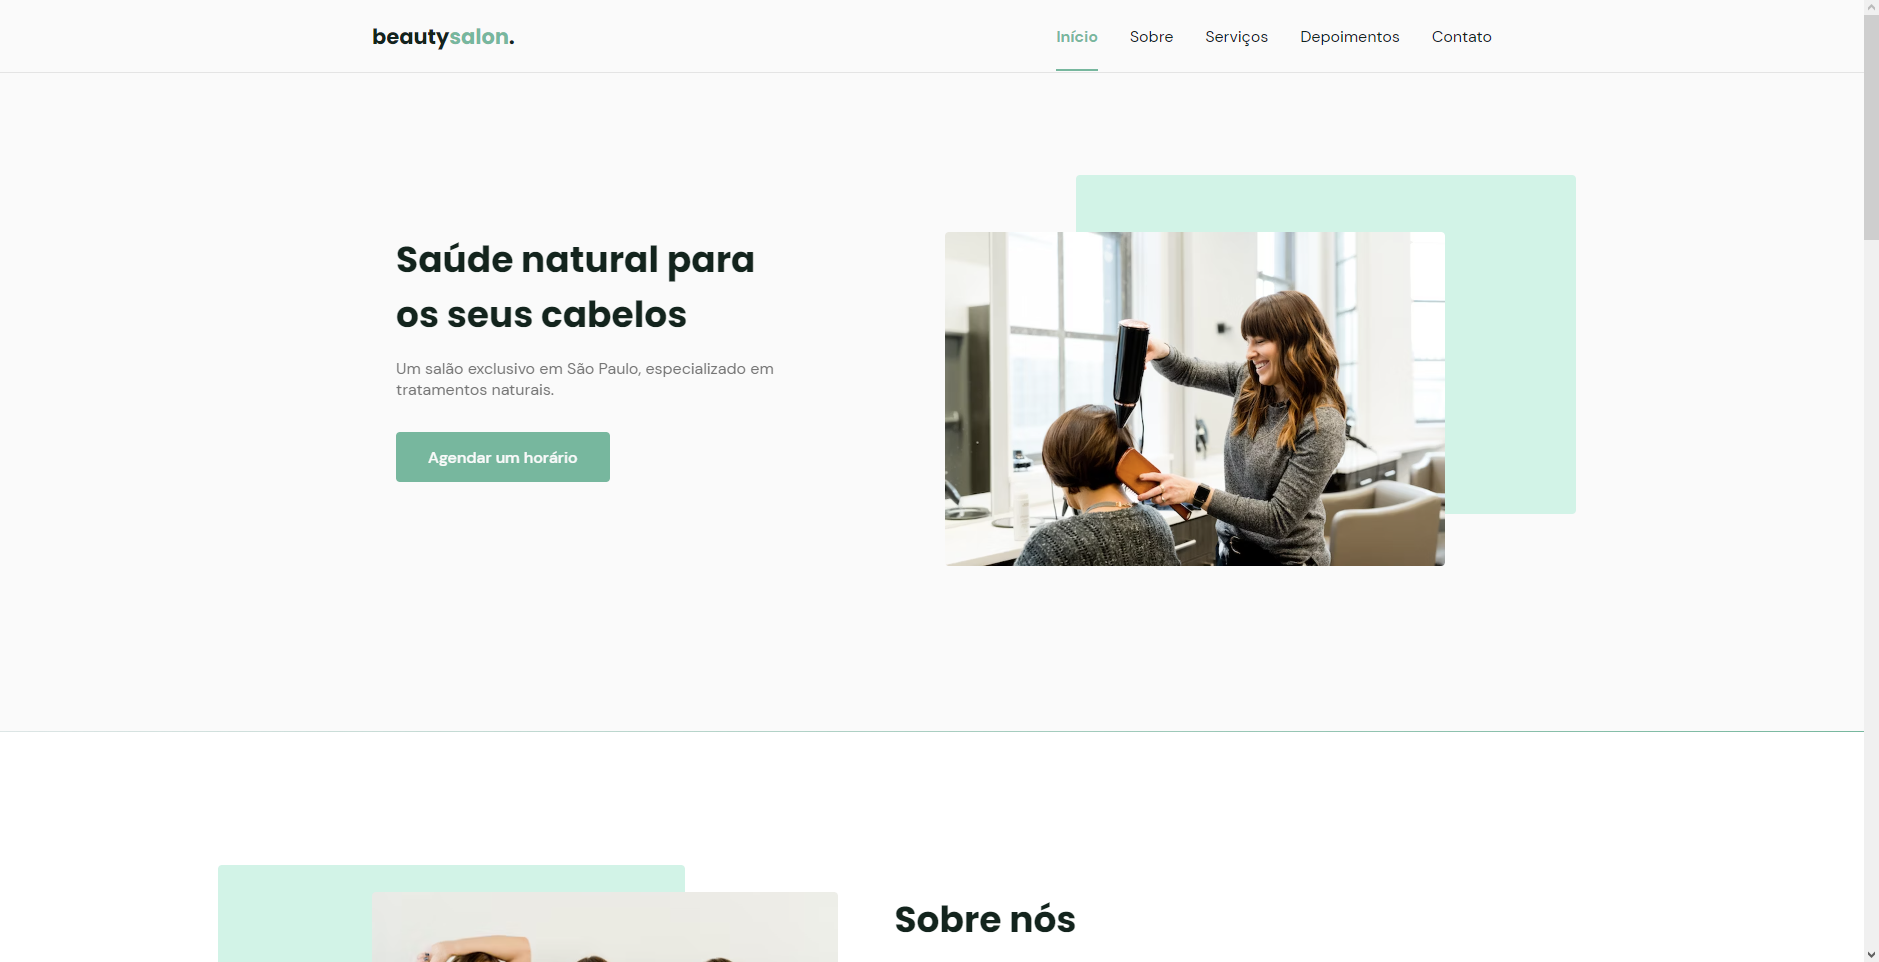 beautysalon.
Início
Sobre
Serviços
Depoimentos
Contato
Saúde natural para
os seus cabelos
Um salão exclusivo em São Paulo, especializado em
tratamentos naturais.
Agendar um horário
Sobre nós